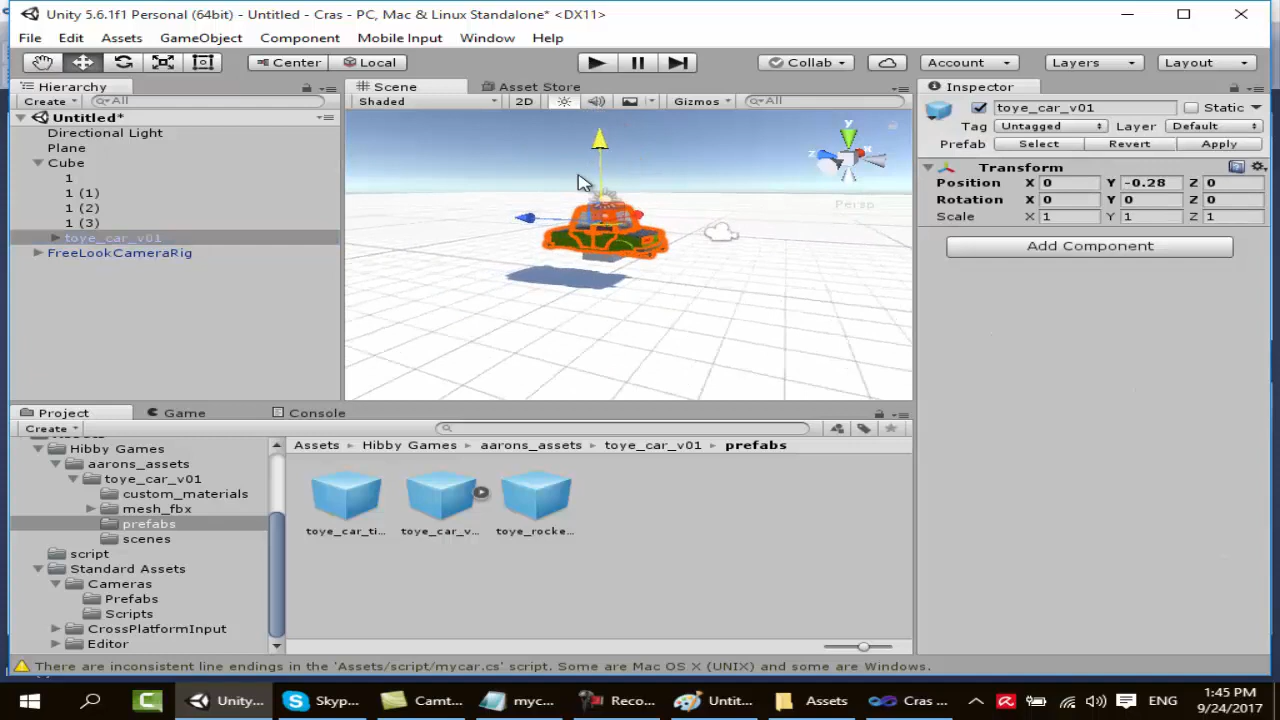 Unity 5.6.1f1 Personal (64bit) - Untitled - Cras - PC, Mac & Linux Standalone* <DX11>
File Edit Assets GameObject Component Mobile Input Window Help
Center Local Collab Account Layers Layout
Hierarchy
Create All
Untitled*
Directional Light
Plane
Cube
1
1 (1)
1 (2)
1 (3)
toye_car_v01
FreeLookCameraRig
Scene Asset Store
Shaded 2D Gizmos All
y
z x
Persp
Inspector
toye_car_v01 Static
Tag Untagged Layer Default
Prefab Select Revert Apply
Transform
Position X 0 Y -0.28 Z 0
Rotation X 0 Y 0 Z 0
Scale X 1 Y 1 Z 1
Add Component
Project Game Console
Create
Hibby Games
aarons_assets
toye_car_v01
custom_materials
mesh_fbx
prefabs
scenes
script
Standard Assets
Cameras
Prefabs
Scripts
CrossPlatformInput
Editor
Assets Hibby Games aarons_assets toye_car_v01 prefabs
toye_car_ti... toye_car_v... toye_rocke...
There are inconsistent line endings in the 'Assets/script/mycar.cs' script. Some are Mac OS X (UNIX) and some are Windows.
Unity... Skyp... Camt... myc... Reco... Untit... Assets Cras ... ENG
1:45 PM
9/24/2017